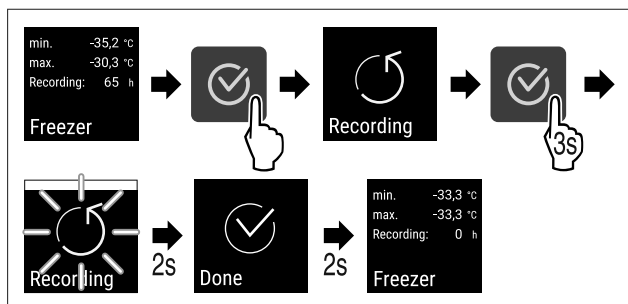 min. -35,2 °C
max. -30,3 °C
Recording: 65 h
Freezer
Recording
3s
Recording
2s
Done
2s
min. -33,3 °C
max. -33,3 °C
Recording: 0 h
Freezer